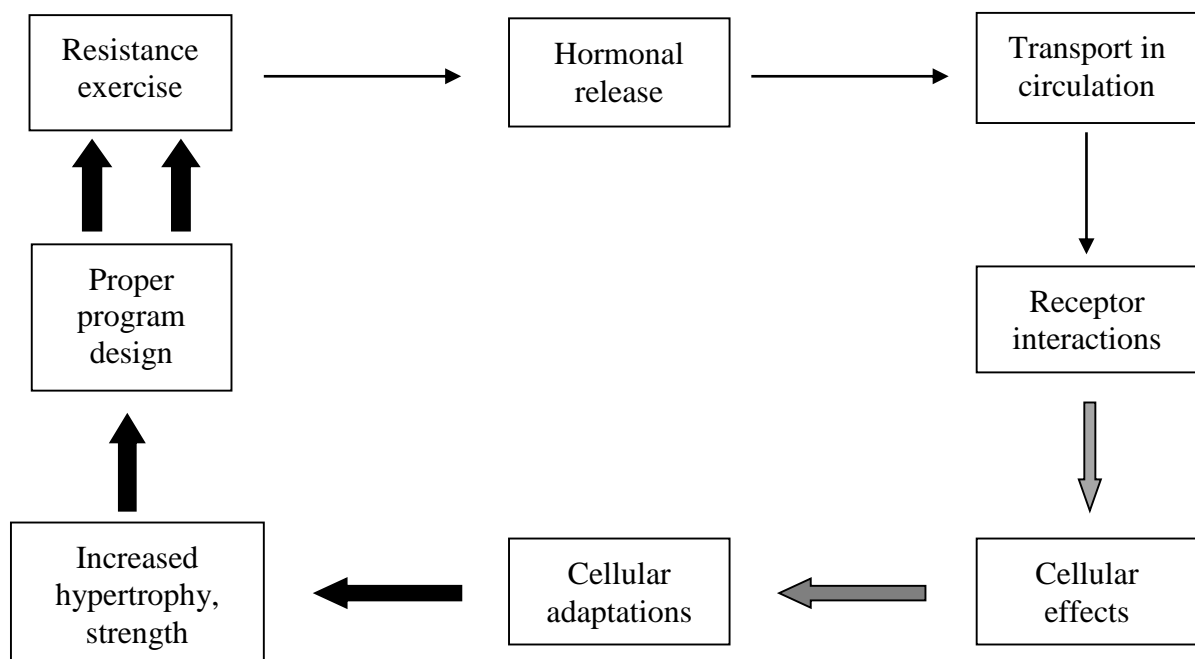 Resistance
exercise
Hormonal
release
Transport in
circulation
Proper
program
design
Receptor
interactions
Increased
hypertrophy,
strength
Cellular
adaptations
Cellular
effects